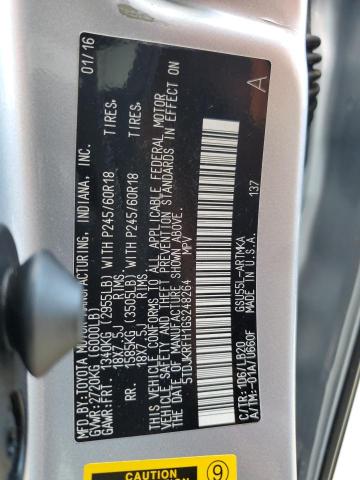 MFD. BY:
TOYOTA MOTOR MANUFACTURING, INDIANA, INC. 01/16
GVWR:2720KG (6000LB)
GAWR:FRT. 1340KG (2955LB)WITH P245/60R18 TIRES,
18X7.5J RIMS.
RR. 1585KG (3505LB)WITH P245/60R18 TIRES,
18X7.5J RIMS.
THIS VEHICLE CONFORMS TO ALL APPLICABLE FEDERAL MOTOR
VEHICLE SAFETY AND THEFT PREVENTION STANDARDS IN EFFECT ON
THE DATE OF MANUFACTURE SHOWN ABOVE.
5TDJKRFH1GS248264 MPV
A
137
GSU55L-AGTMKA
C/TR:1D6/LB20 MADE IN U.S.A.
A/TM:-01A/U660F
CAUTION
9